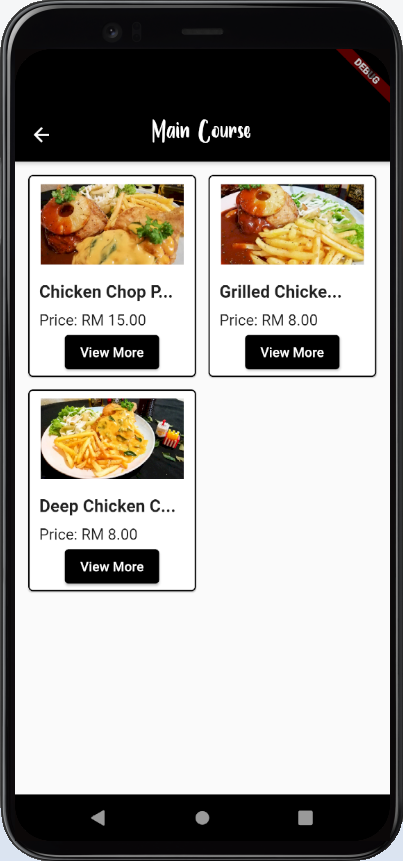 DEBUG
Main Course
Chicken Chop P...
Price: RM 15.00
View More
Grilled Chicke...
Price: RM 8.00
View More
Deep Chicken C...
Price: RM 8.00
View More